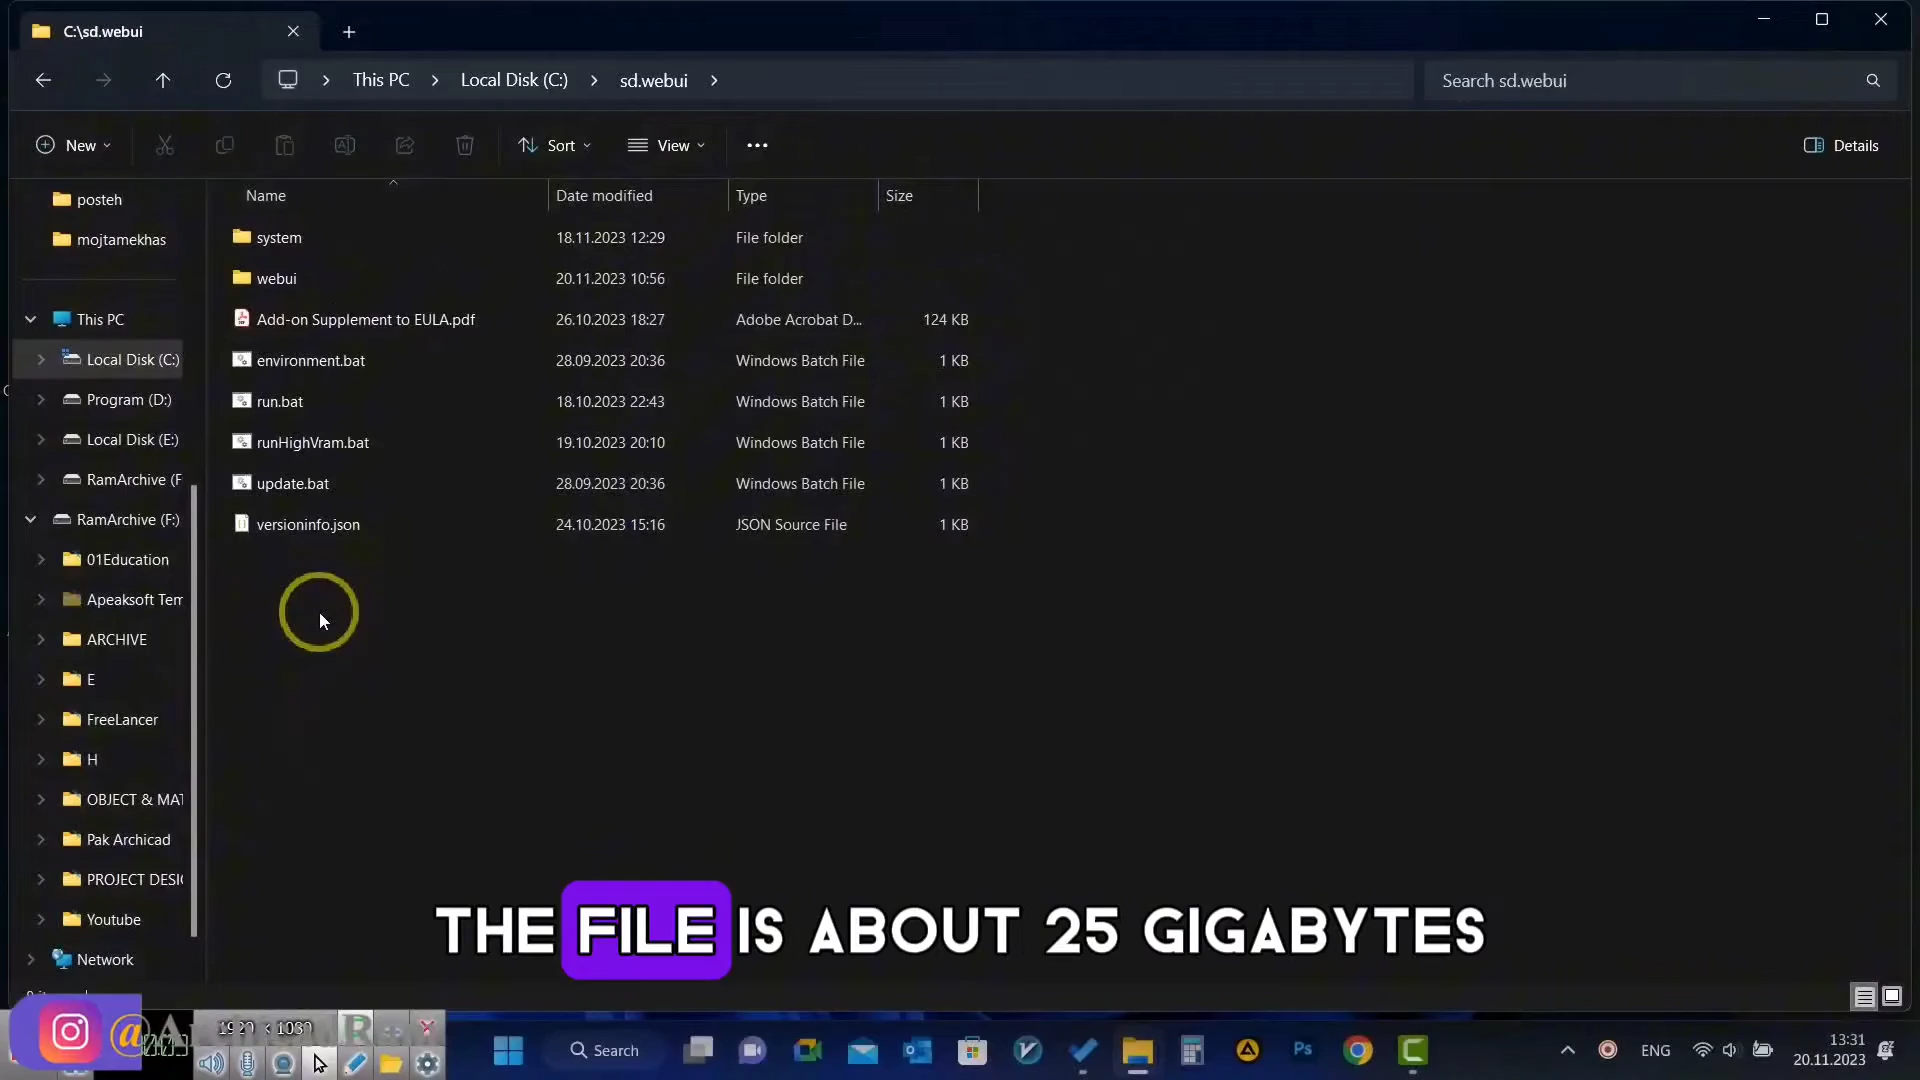 C:\sd.webui
This PC
Local Disk (C:)
sd.webui
Search sd.webui
New
Sort
View
Details
Name
Date modified
Type
Size
posteh
mojtamekhas
This PC
Local Disk (C:)
Program (D:)
Local Disk (E:)
RamArchive (F
RamArchive (F:)
01Education
Apeaksoft Tem
ARCHIVE
E
FreeLancer
H
OBJECT & MAT
Pak Archicad
PROJECT DESI
Youtube
Network
system 18.11.2023 12:29 File folder
webui 20.11.2023 10:56 File folder
Add-on Supplement to EULA.pdf 26.10.2023 18:27 Adobe Acrobat D... 124 KB
environment.bat 28.09.2023 20:36 Windows Batch File 1 KB
run.bat 18.10.2023 22:43 Windows Batch File 1 KB
runHighVram.bat 19.10.2023 20:10 Windows Batch File 1 KB
update.bat 28.09.2023 20:36 Windows Batch File 1 KB
versioninfo.json 24.10.2023 15:16 JSON Source File 1 KB
THE FILE IS ABOUT 25 GIGABYTES
Search
Ps
ENG
13:31
20.11.2023